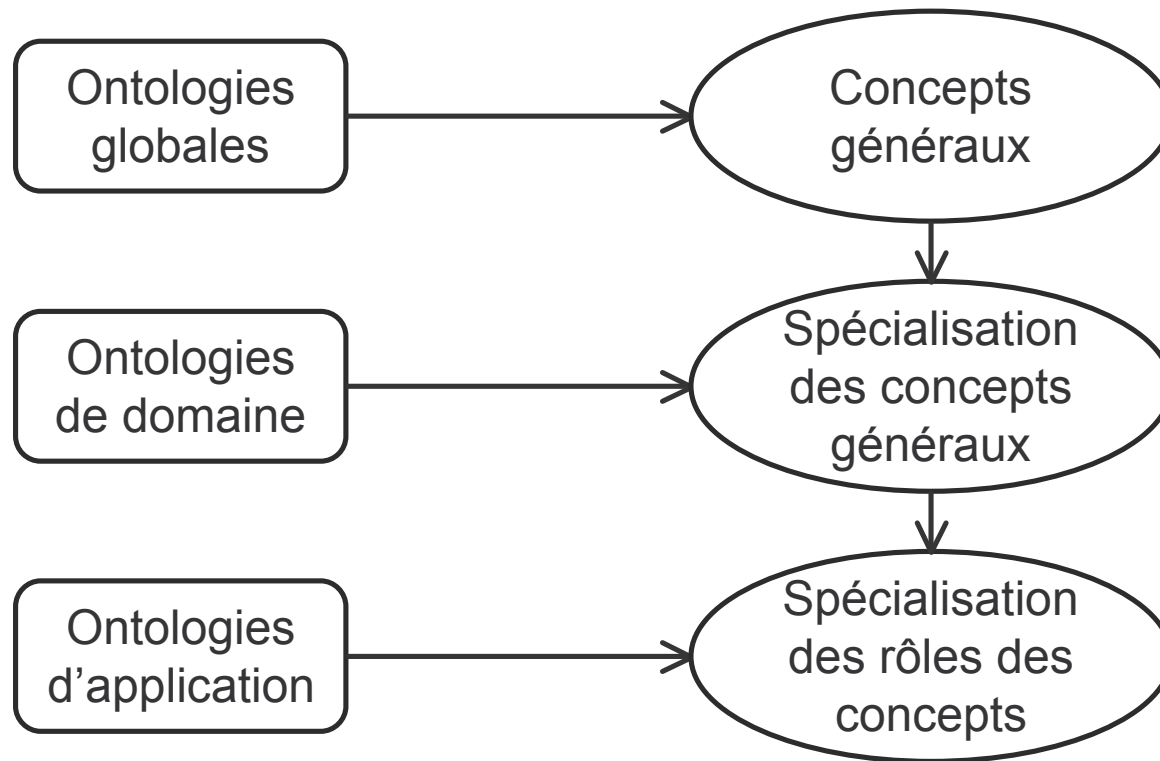 Ontologies
globales
Concepts
généraux
Ontologies
de domaine
Spécialisation
des concepts
généraux
Ontologies
d’application
Spécialisation
des rôles des
concepts